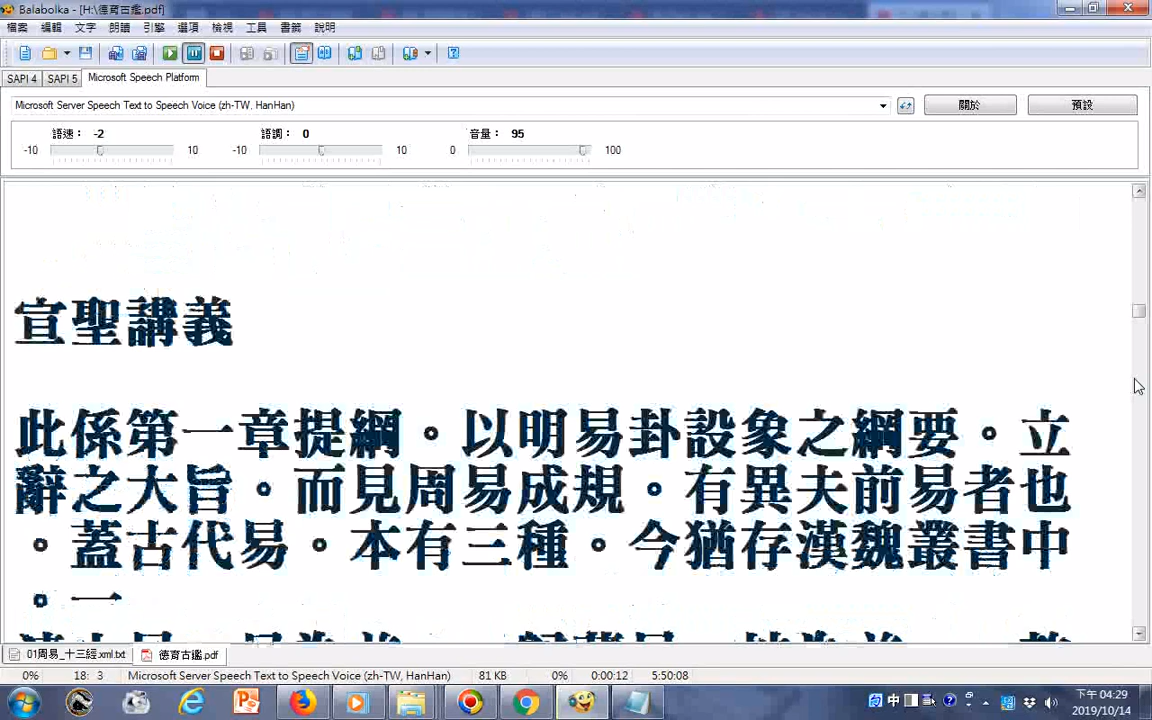 Balabolka - [H:\德育古鑑.pdf]
檔案 編輯 文字 朗讀 引擎 選項 檢視 工具 書籤 說明
SAPI 4 SAPI 5 Microsoft Speech Platform
Microsoft Server Speech Text to Speech Voice (zh-TW, HanHan) 關於 預設
語速： -2 語調： 0 音量： 95
-10 10 -10 10 0 100
宣聖講義
此係第一章提綱。以明易卦設象之綱要。立
辭之大旨。而見周易成規。有異夫前易者也
。蓋古代易。本有三種。今猶存漢魏叢書中
。一
01周易_十三經.xml.txt 德育古鑑.pdf
0% 18: 3 Microsoft Server Speech Text to Speech Voice (zh-TW, HanHan) 81 KB 0% 0:00:12 5:50:08
中 下午 04:29
2019/10/14